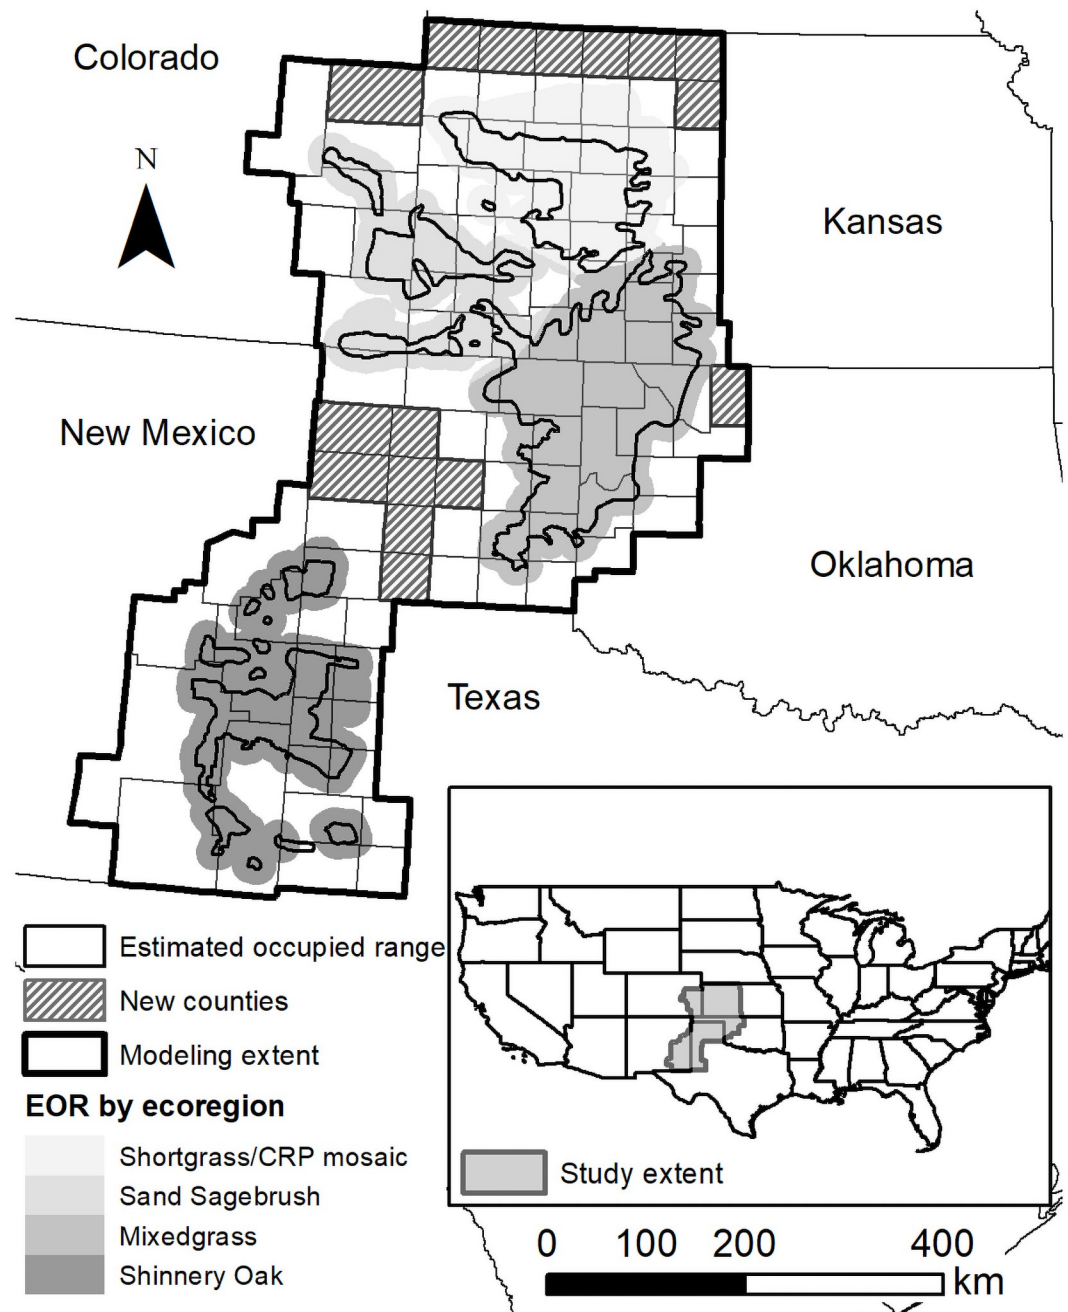 Colorado
N
Kansas
New Mexico
Oklahoma
Texas
Estimated occupied range
New counties
Modeling extent
EOR by ecoregion
Shortgrass/CRP mosaic
Sand Sagebrush
Mixedgrass
Shinnery Oak
Study extent
0 100 200 400
km